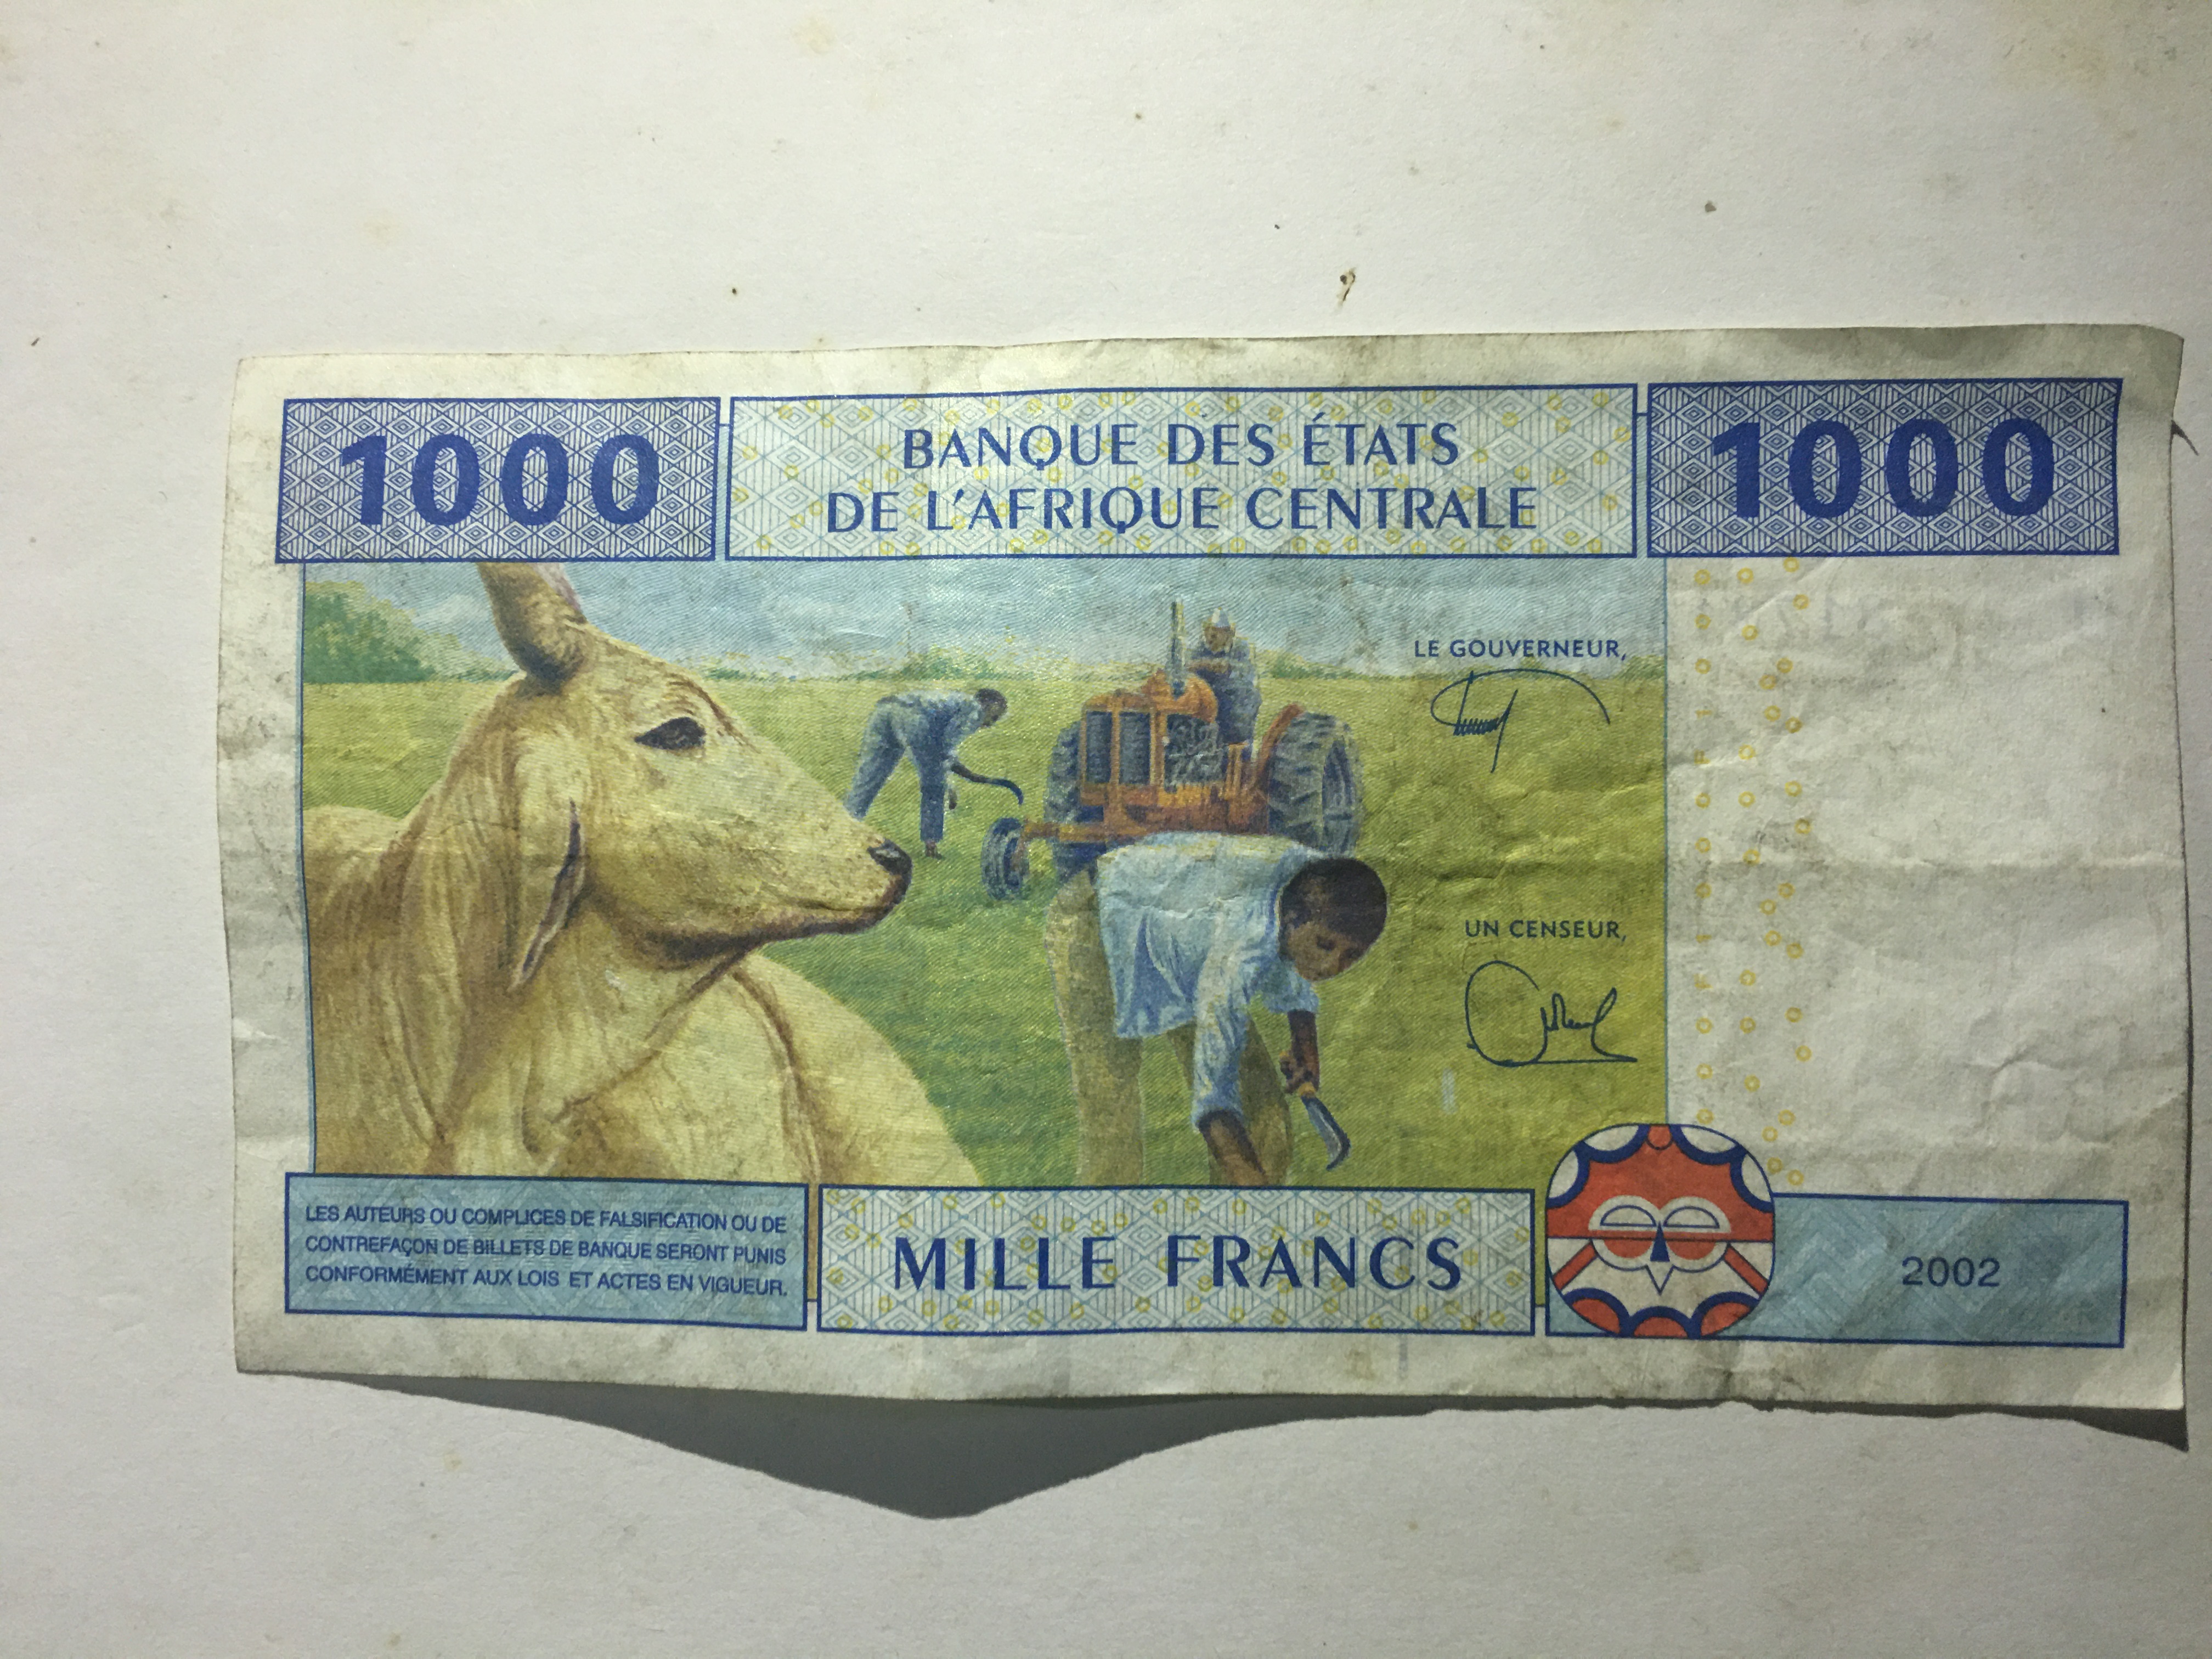 1000
BANQUE DES ÉTATS
DE L'AFRIQUE CENTRALE
1000
LE GOUVERNEUR,
UN CENSEUR,
LES AUTEURS OU COMPLICES DE FALSIFICATION OU DE
CONTREFAÇON DE BILLETS DE BANQUE SERONT PUNIS
CONFORMÉMENT AUX LOIS ET ACTES EN VIGUEUR.
MILLE FRANCS
2002